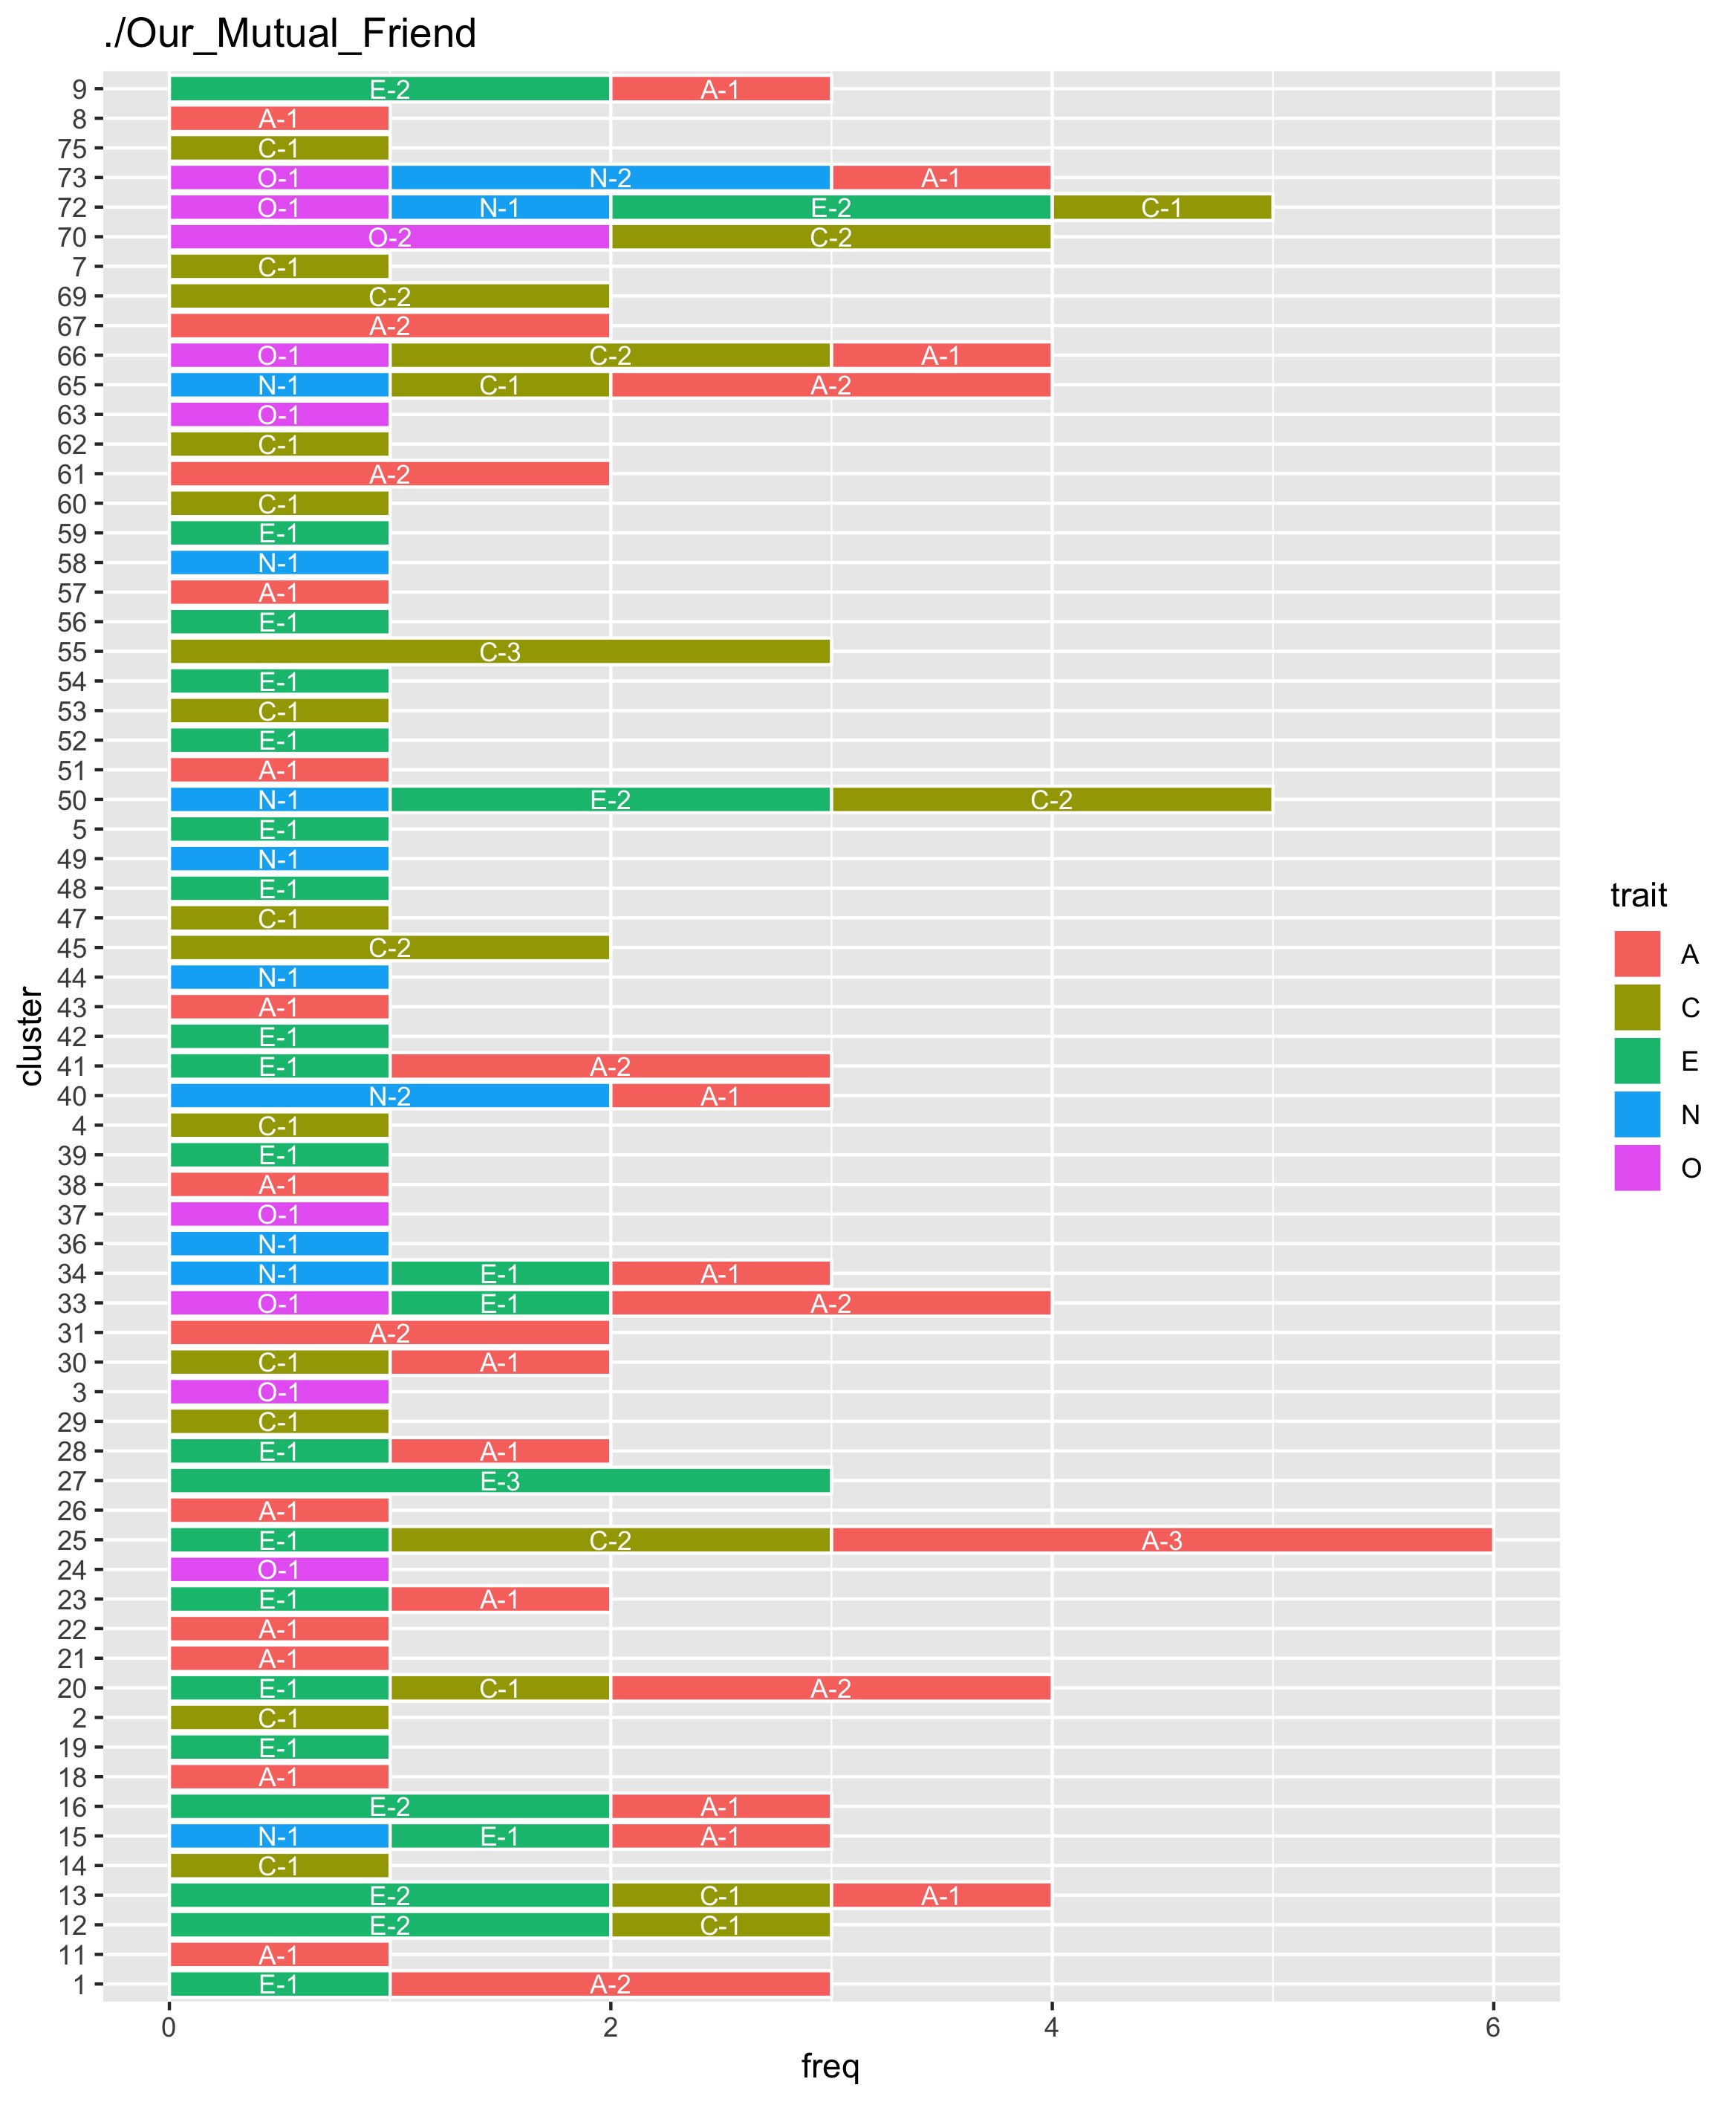 ./Our_Mutual_Friend
9 E-2 A-1
8 A-1
75 C-1
73 O-1 N-2 A-1
72 O-1 N-1 E-2 C-1
70 O-2 C-2
7 C-1
69 C-2
67 A-2
66 O-1 C-2 A-1
65 N-1 C-1 A-2
63 O-1
62 C-1
61 A-2
60 C-1
59 E-1
58 N-1
57 A-1
56 E-1
55 C-3
54 E-1
53 C-1
52 E-1
51 A-1
50 N-1 E-2 C-2
5 E-1
49 N-1
48 E-1
47 C-1
45 C-2
44 N-1
43 A-1
42 E-1
41 E-1 A-2
40 N-2 A-1
4 C-1
39 E-1
38 A-1
37 O-1
36 N-1
34 N-1 E-1 A-1
33 O-1 E-1 A-2
31 A-2
30 C-1 A-1
3 O-1
29 C-1
28 E-1 A-1
27 E-3
26 A-1
25 E-1 C-2 A-3
24 O-1
23 E-1 A-1
22 A-1
21 A-1
20 E-1 C-1 A-2
2 C-1
19 E-1
18 A-1
16 E-2 A-1
15 N-1 E-1 A-1
14 C-1
13 E-2 C-1 A-1
12 E-2 C-1
11 A-1
1 E-1 A-2
0 2 4 6
freq
cluster
trait
A
C
E
N
O